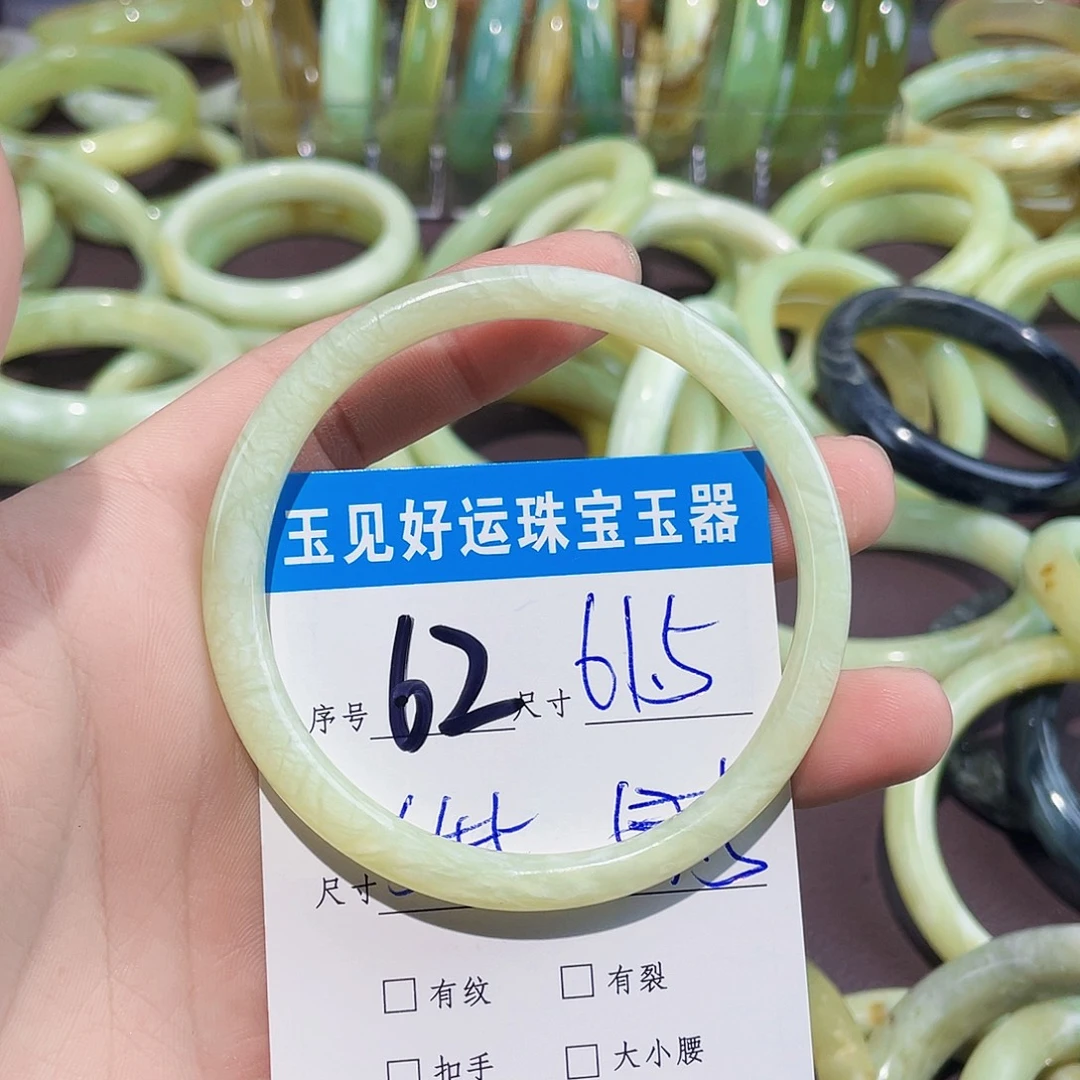 玉见好运珠宝玉器
序号 62 尺寸 61.5
尺寸
□ 有纹 □ 有裂
□ 扣手 □ 大小腰